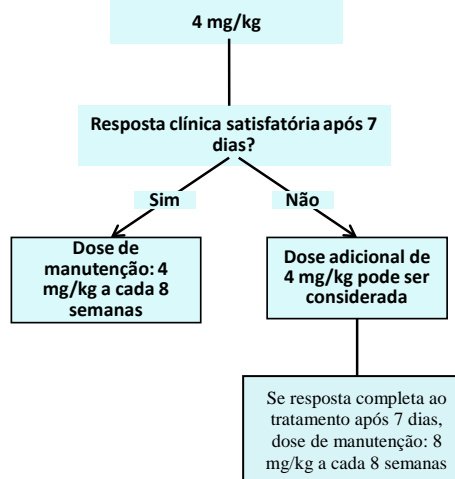 4 mg/kg
Resposta clínica satisfatória após 7
dias?
Sim
Não
Dose de
manutenção: 4
mg/kg a cada 8
semanas
Dose adicional de
4 mg/kg pode ser
considerada
Se resposta completa ao
tratamento após 7 dias,
dose de manutenção: 8
mg/kg a cada 8 semanas